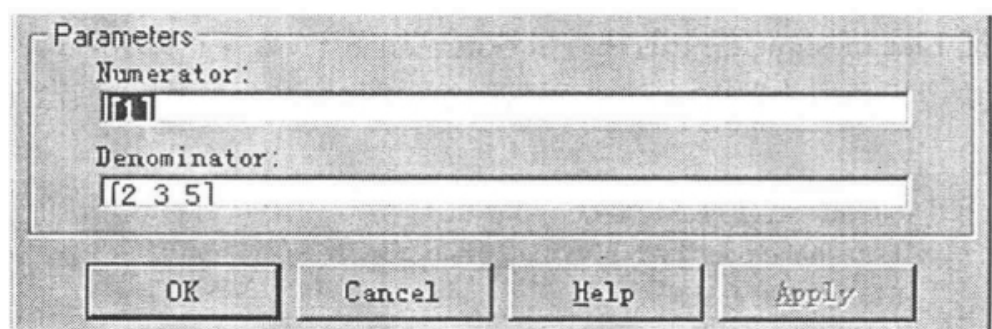 Parameters
Numerator:
[1]
Denominator:
[2 3 5]
OK Cancel Help Apply